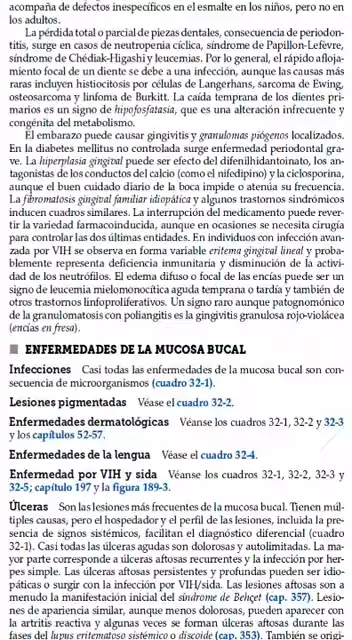 acompaña de defectos inespecíficos en el esmalte en los niños, pero no en
los adultos.
La pérdida total o parcial de piezas dentales, consecuencia de periodon-
titis, surge en casos de neutropenia cíclica, síndrome de Papillon-Lefèvre,
síndrome de Chédiak-Higashi y leucemias. Por lo general, el rápido afloja-
miento focal de un diente se debe a una infección, aunque las causas más
raras incluyen histiocitosis por células de Langerhans, sarcoma de Ewing,
osteosarcoma y linfoma de Burkitt. La caída temprana de los dientes pri-
marios es un signo de hipofosfatasia, que es una alteración infrecuente y
congénita del metabolismo.
El embarazo puede causar gingivitis y granulomas piógenos localizados.
En la diabetes mellitus no controlada surge enfermedad periodontal gra-
ve. La hiperplasia gingival puede ser efecto del difenilhidantoinato, los an-
tagonistas de los conductos del calcio (como el nifedipino) y la ciclosporina,
aunque el buen cuidado diario de la boca impide o atenúa su frecuencia.
La fibromatosis gingival familiar idiopática y algunos trastornos sindrómicos
inducen cuadros similares. La interrupción del medicamento puede rever-
tir la variedad farmacoinducida, aunque en ocasiones se necesita cirugía
para controlar las dos últimas entidades. En individuos con infección avan-
zada por VIH se observa en forma variable eritema gingival lineal y proba-
blemente representa deficiencia inmunitaria y disminución de la activi-
dad de los neutrófilos. El edema difuso o focal de las encías puede ser un
signo de leucemia mielomonocítica aguda temprana o tardía y también de
otros trastornos linfoproliferativos. Un signo raro aunque patognomónico
de la granulomatosis con poliangitis es la gingivitis granulosa rojo-violácea
(encías en fresa).
ENFERMEDADES DE LA MUCOSA BUCAL
Infecciones Casi todas las enfermedades de la mucosa bucal son con-
secuencia de microorganismos (cuadro 32-1).
Lesiones pigmentadas Véase el cuadro 32-2.
Enfermedades dermatológicas Véanse los cuadros 32-1, 32-2 y 32-3
y los capítulos 52-57.
Enfermedades de la lengua Véase el cuadro 32-4.
Enfermedad por VIH y sida Véanse los cuadros 32-1, 32-2, 32-3 y
32-5; capítulo 197 y la figura 189-3.
Úlceras Son las lesiones más frecuentes de la mucosa bucal. Tienen múl-
tiples causas, pero el hospedador y el perfil de las lesiones, incluida la pre-
sencia de signos sistémicos, facilitan el diagnóstico diferencial (cuadro
32-1). Casi todas las úlceras agudas son dolorosas y autolimitadas. La ma-
yor parte corresponde a úlceras aftosas recurrentes y la infección por her-
pes simple. Las úlceras aftosas persistentes y profundas pueden ser idio-
páticas o surgir con la infección por VIH/sida. Las lesiones aftosas son a
menudo la manifestación inicial del síndrome de Behçet (cap. 357). Lesio-
nes de apariencia similar, aunque menos dolorosas, pueden aparecer con
la artritis reactiva y algunas veces se forman úlceras aftosas durante las
fases del lupus eritematoso sistémico o discoide (cap. 353). También se origi-